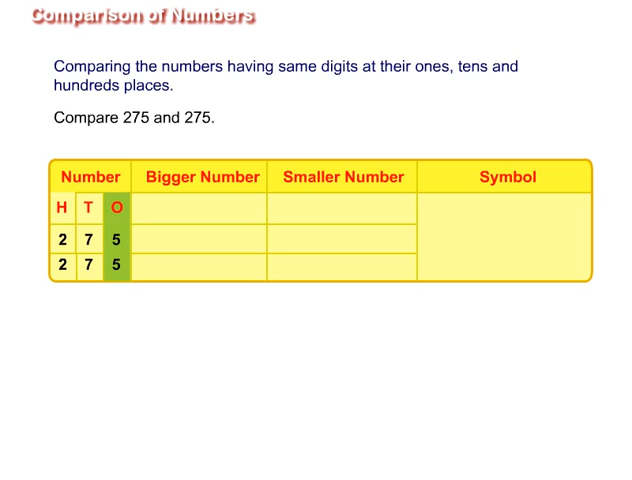 Comparison of Numbers
Comparing the numbers having same digits at their ones, tens and
hundreds places.
Compare 275 and 275.
Number Bigger Number Smaller Number Symbol
H T O
2 7 5
2 7 5